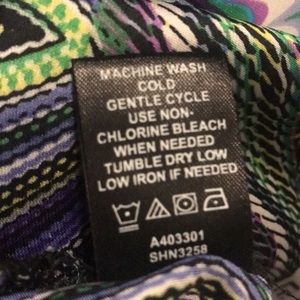 MACHINE WASH
COLD
GENTLE CYCLE
USE NON-
CHLORINE BLEACH
WHEN NEEDED
TUMBLE DRY LOW
LOW IRON IF NEEDED
A403301
SHN3258